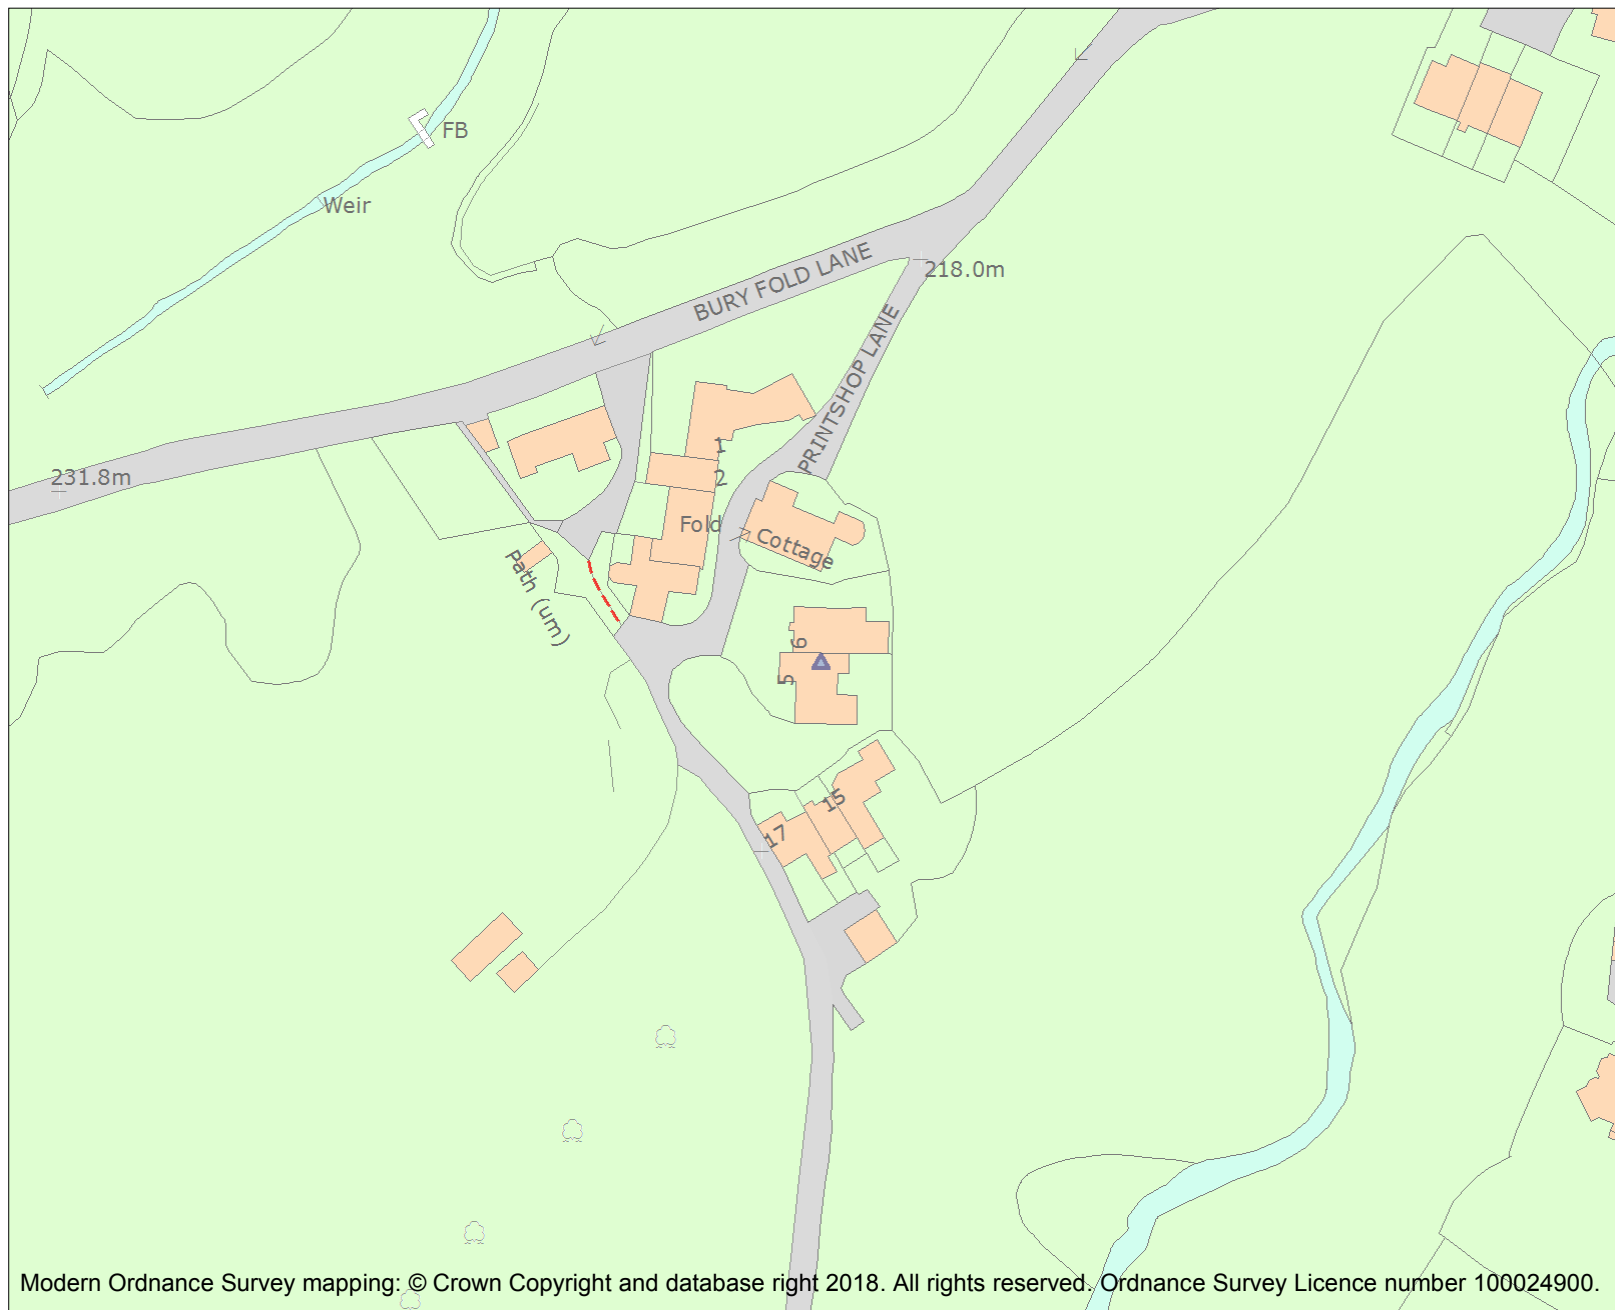 FB
Weir
BURY FOLD LANE
218.0m
PRINTSHOP LANE
1
231.8m
2
Fold
Cottage
Path (um)
6
5
15
17
Modern Ordnance Survey mapping: © Crown Copyright and database right 2018. All rights reserved. Ordnance Survey Licence number 100024900.